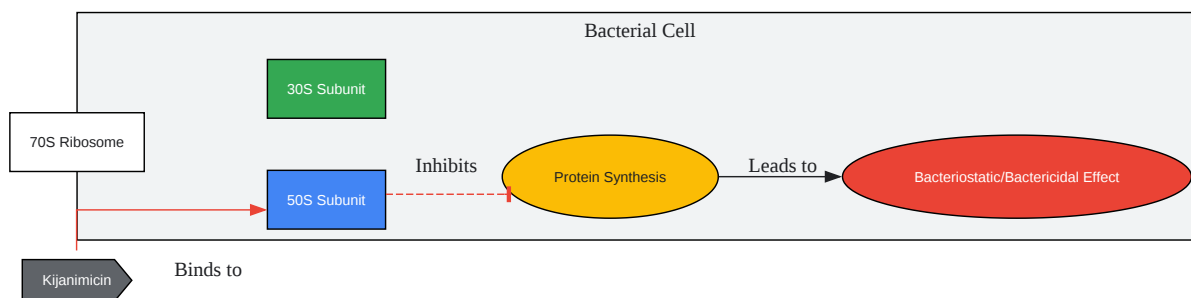 Bacterial Cell
30S Subunit
70S Ribosome
Inhibits
Protein Synthesis
Leads to
Bacteriostatic/Bactericidal Effect
50S Subunit
Binds to
Kijanimicin